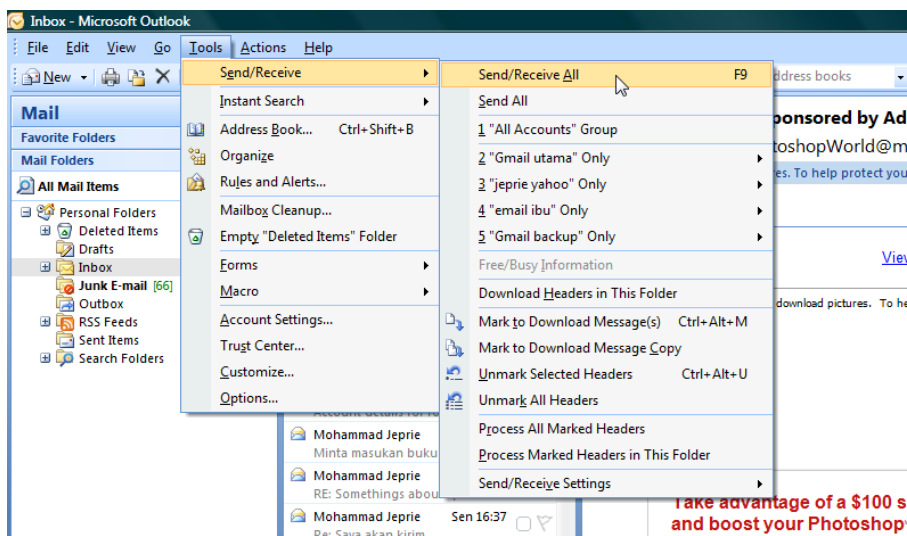 Inbox - Microsoft Outlook
File Edit View Go Tools Actions Help
New
ddress books
Mail
Favorite Folders
Mail Folders
All Mail Items
Personal Folders
Deleted Items
Drafts
Inbox
Junk E-mail [66]
Outbox
RSS Feeds
Sent Items
Search Folders
Send/Receive
Instant Search
Address Book... Ctrl+Shift+B
Organize
Rules and Alerts...
Mailbox Cleanup...
Empty "Deleted Items" Folder
Forms
Macro
Account Settings...
Trust Center...
Customize...
Options...
Send/Receive All F9
Send All
1 "All Accounts" Group
2 "Gmail utama" Only
3 "jeprie yahoo" Only
4 "email ibu" Only
5 "Gmail backup" Only
Free/Busy Information
Download Headers in This Folder
Mark to Download Message(s) Ctrl+Alt+M
Mark to Download Message Copy
Unmark Selected Headers Ctrl+Alt+U
Unmark All Headers
Process All Marked Headers
Process Marked Headers in This Folder
Send/Receive Settings
Mohammad Jeprie
Minta masukan buku
Mohammad Jeprie
RE: Somethings abou
Mohammad Jeprie Sen 16:37
Re: Saya akan kirim
ponsored by Ad
toshopWorld@m
res. To help protect you
View
download pictures. To he
Take advantage of a $100 s
and boost your Photoshop